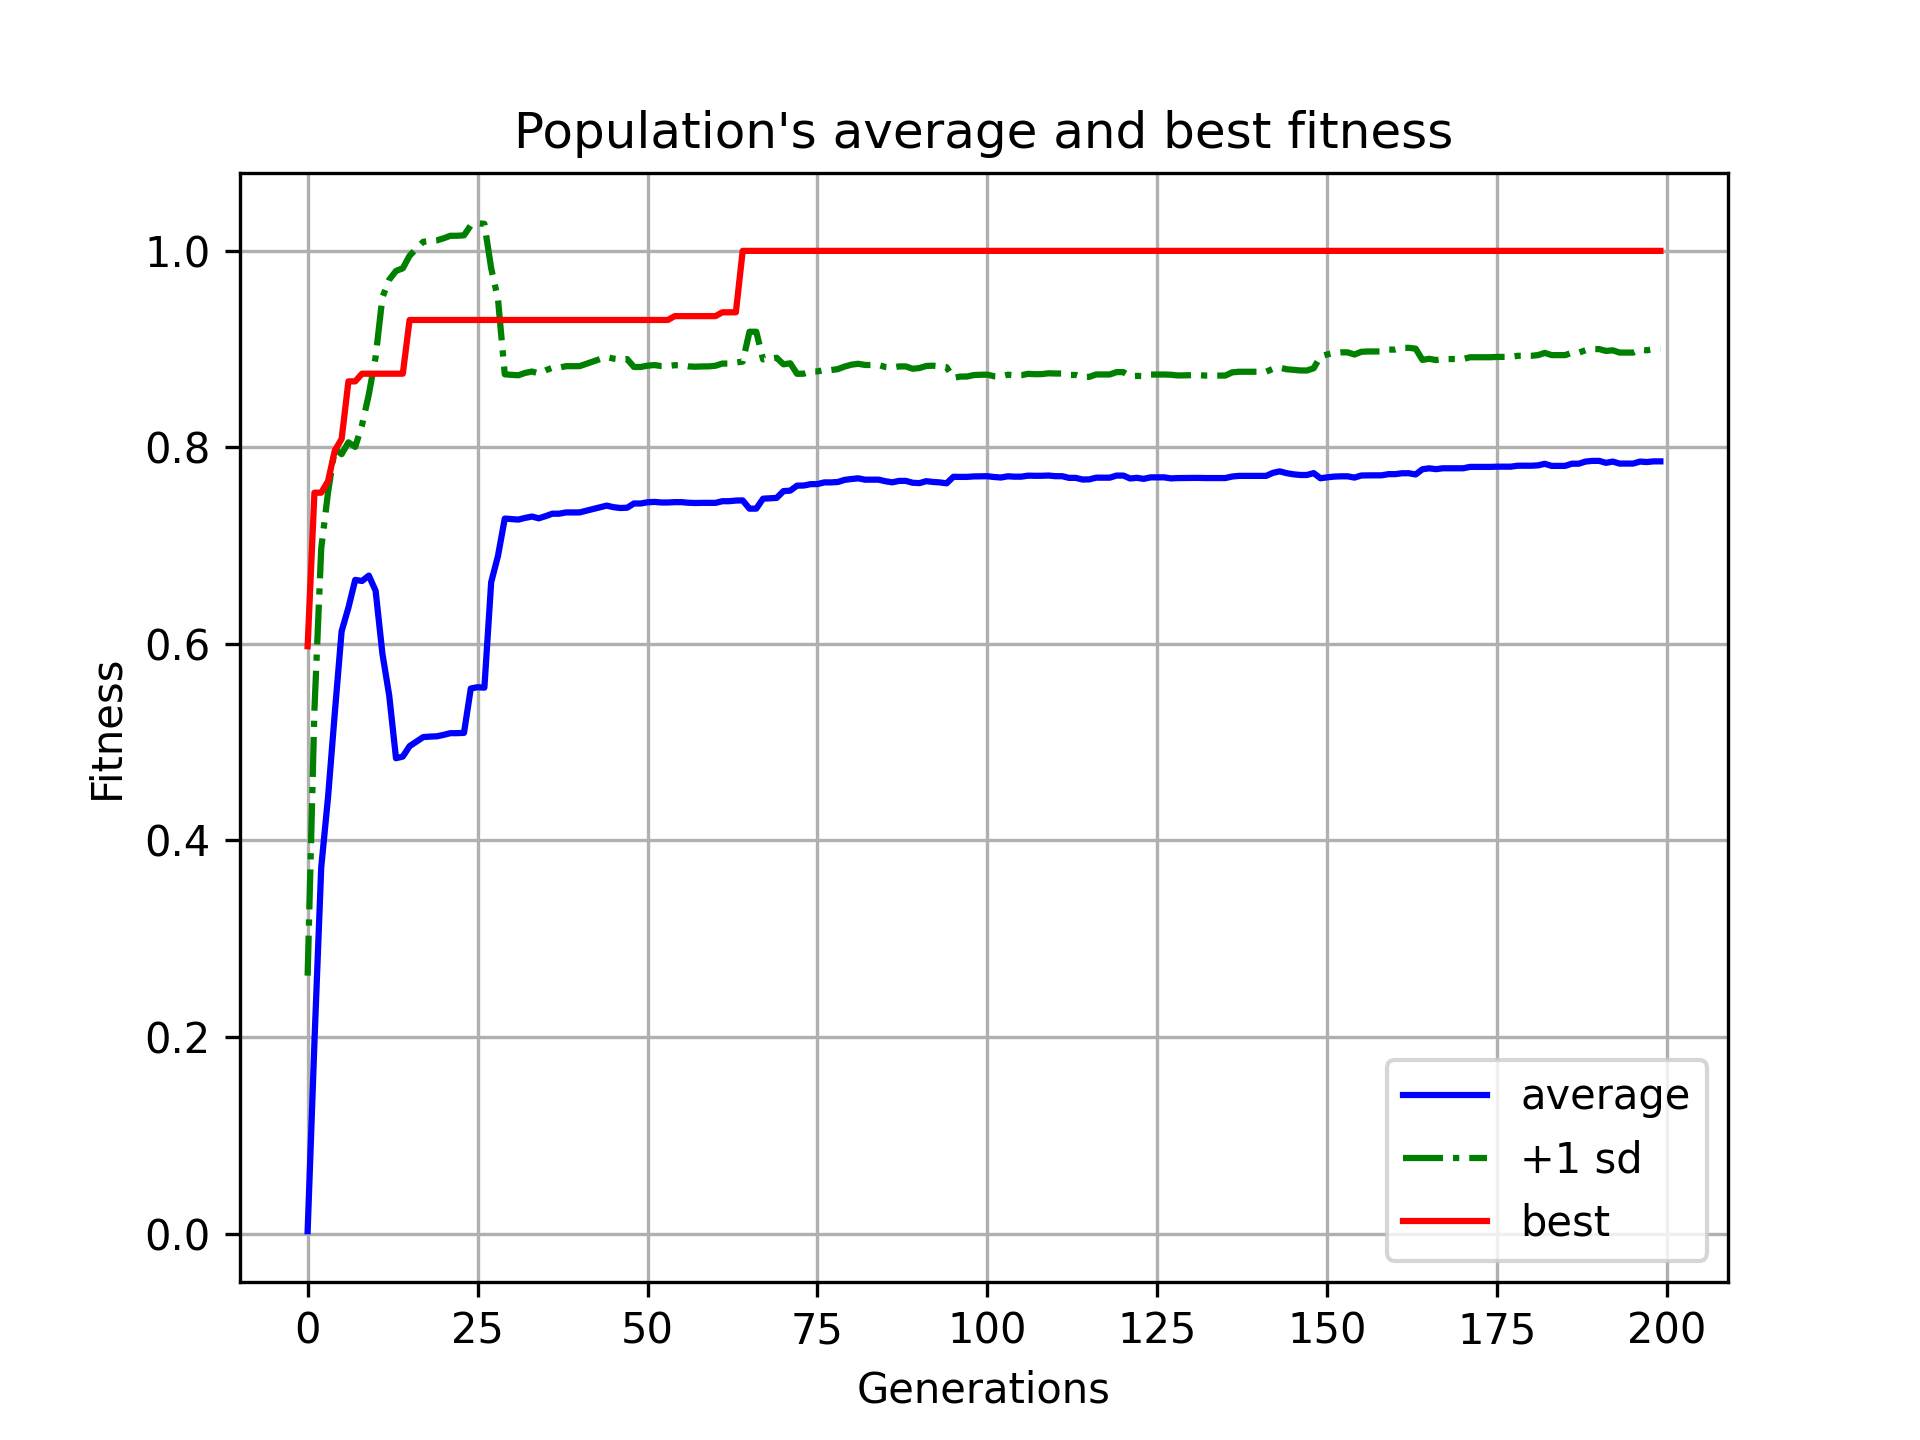 Population's average and best fitness
Fitness
1.0
0.8
0.6
0.4
0.2
0.0
average
+1 sd
best
0 25 50 75 100 125 150 175 200
Generations